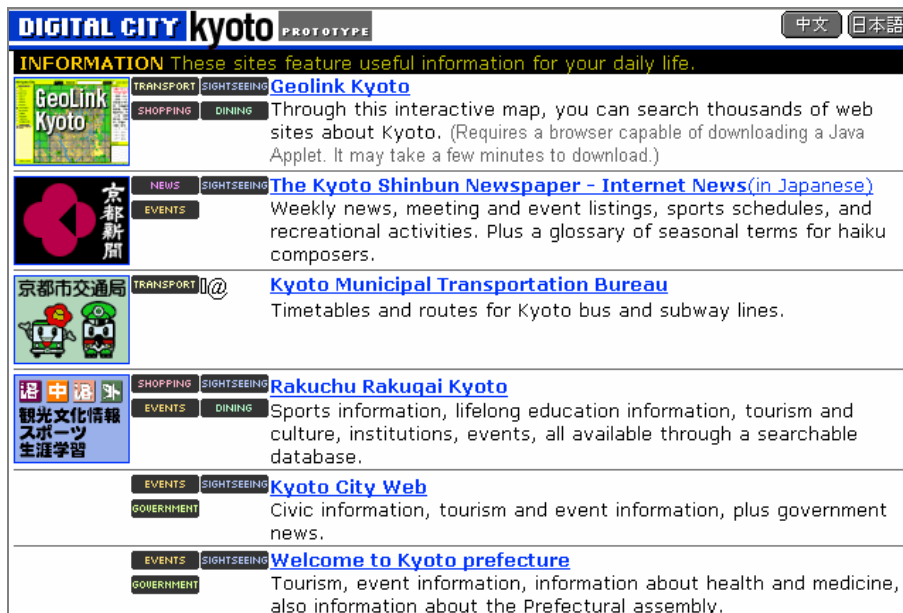 DIGITAL CITY kyoto PROTOTYPE 中文 日本語
INFORMATION These sites feature useful information for your daily life.
GeoLink Kyoto
TRANSPORT SIGHTSEEING
SHOPPING DINING
Geolink Kyoto
Through this interactive map, you can search thousands of web
sites about Kyoto. (Requires a browser capable of downloading a Java
Applet. It may take a few minutes to download.)
京都新聞
NEWS SIGHTSEEING
EVENTS
The Kyoto Shinbun Newspaper - Internet News(in Japanese)
Weekly news, meeting and event listings, sports schedules, and
recreational activities. Plus a glossary of seasonal terms for haiku
composers.
京都市交通局
TRANSPORT @
Kyoto Municipal Transportation Bureau
Timetables and routes for Kyoto bus and subway lines.
洛中洛外
観光文化情報
スポーツ
生涯学習
SHOPPING SIGHTSEEING
EVENTS DINING
Rakuchu Rakugai Kyoto
Sports information, lifelong education information, tourism and
culture, institutions, events, all available through a searchable
database.
EVENTS SIGHTSEEING
GOVERNMENT
Kyoto City Web
Civic information, tourism and event information, plus government
news.
EVENTS SIGHTSEEING
GOVERNMENT
Welcome to Kyoto prefecture
Tourism, event information, information about health and medicine,
also information about the Prefectural assembly.